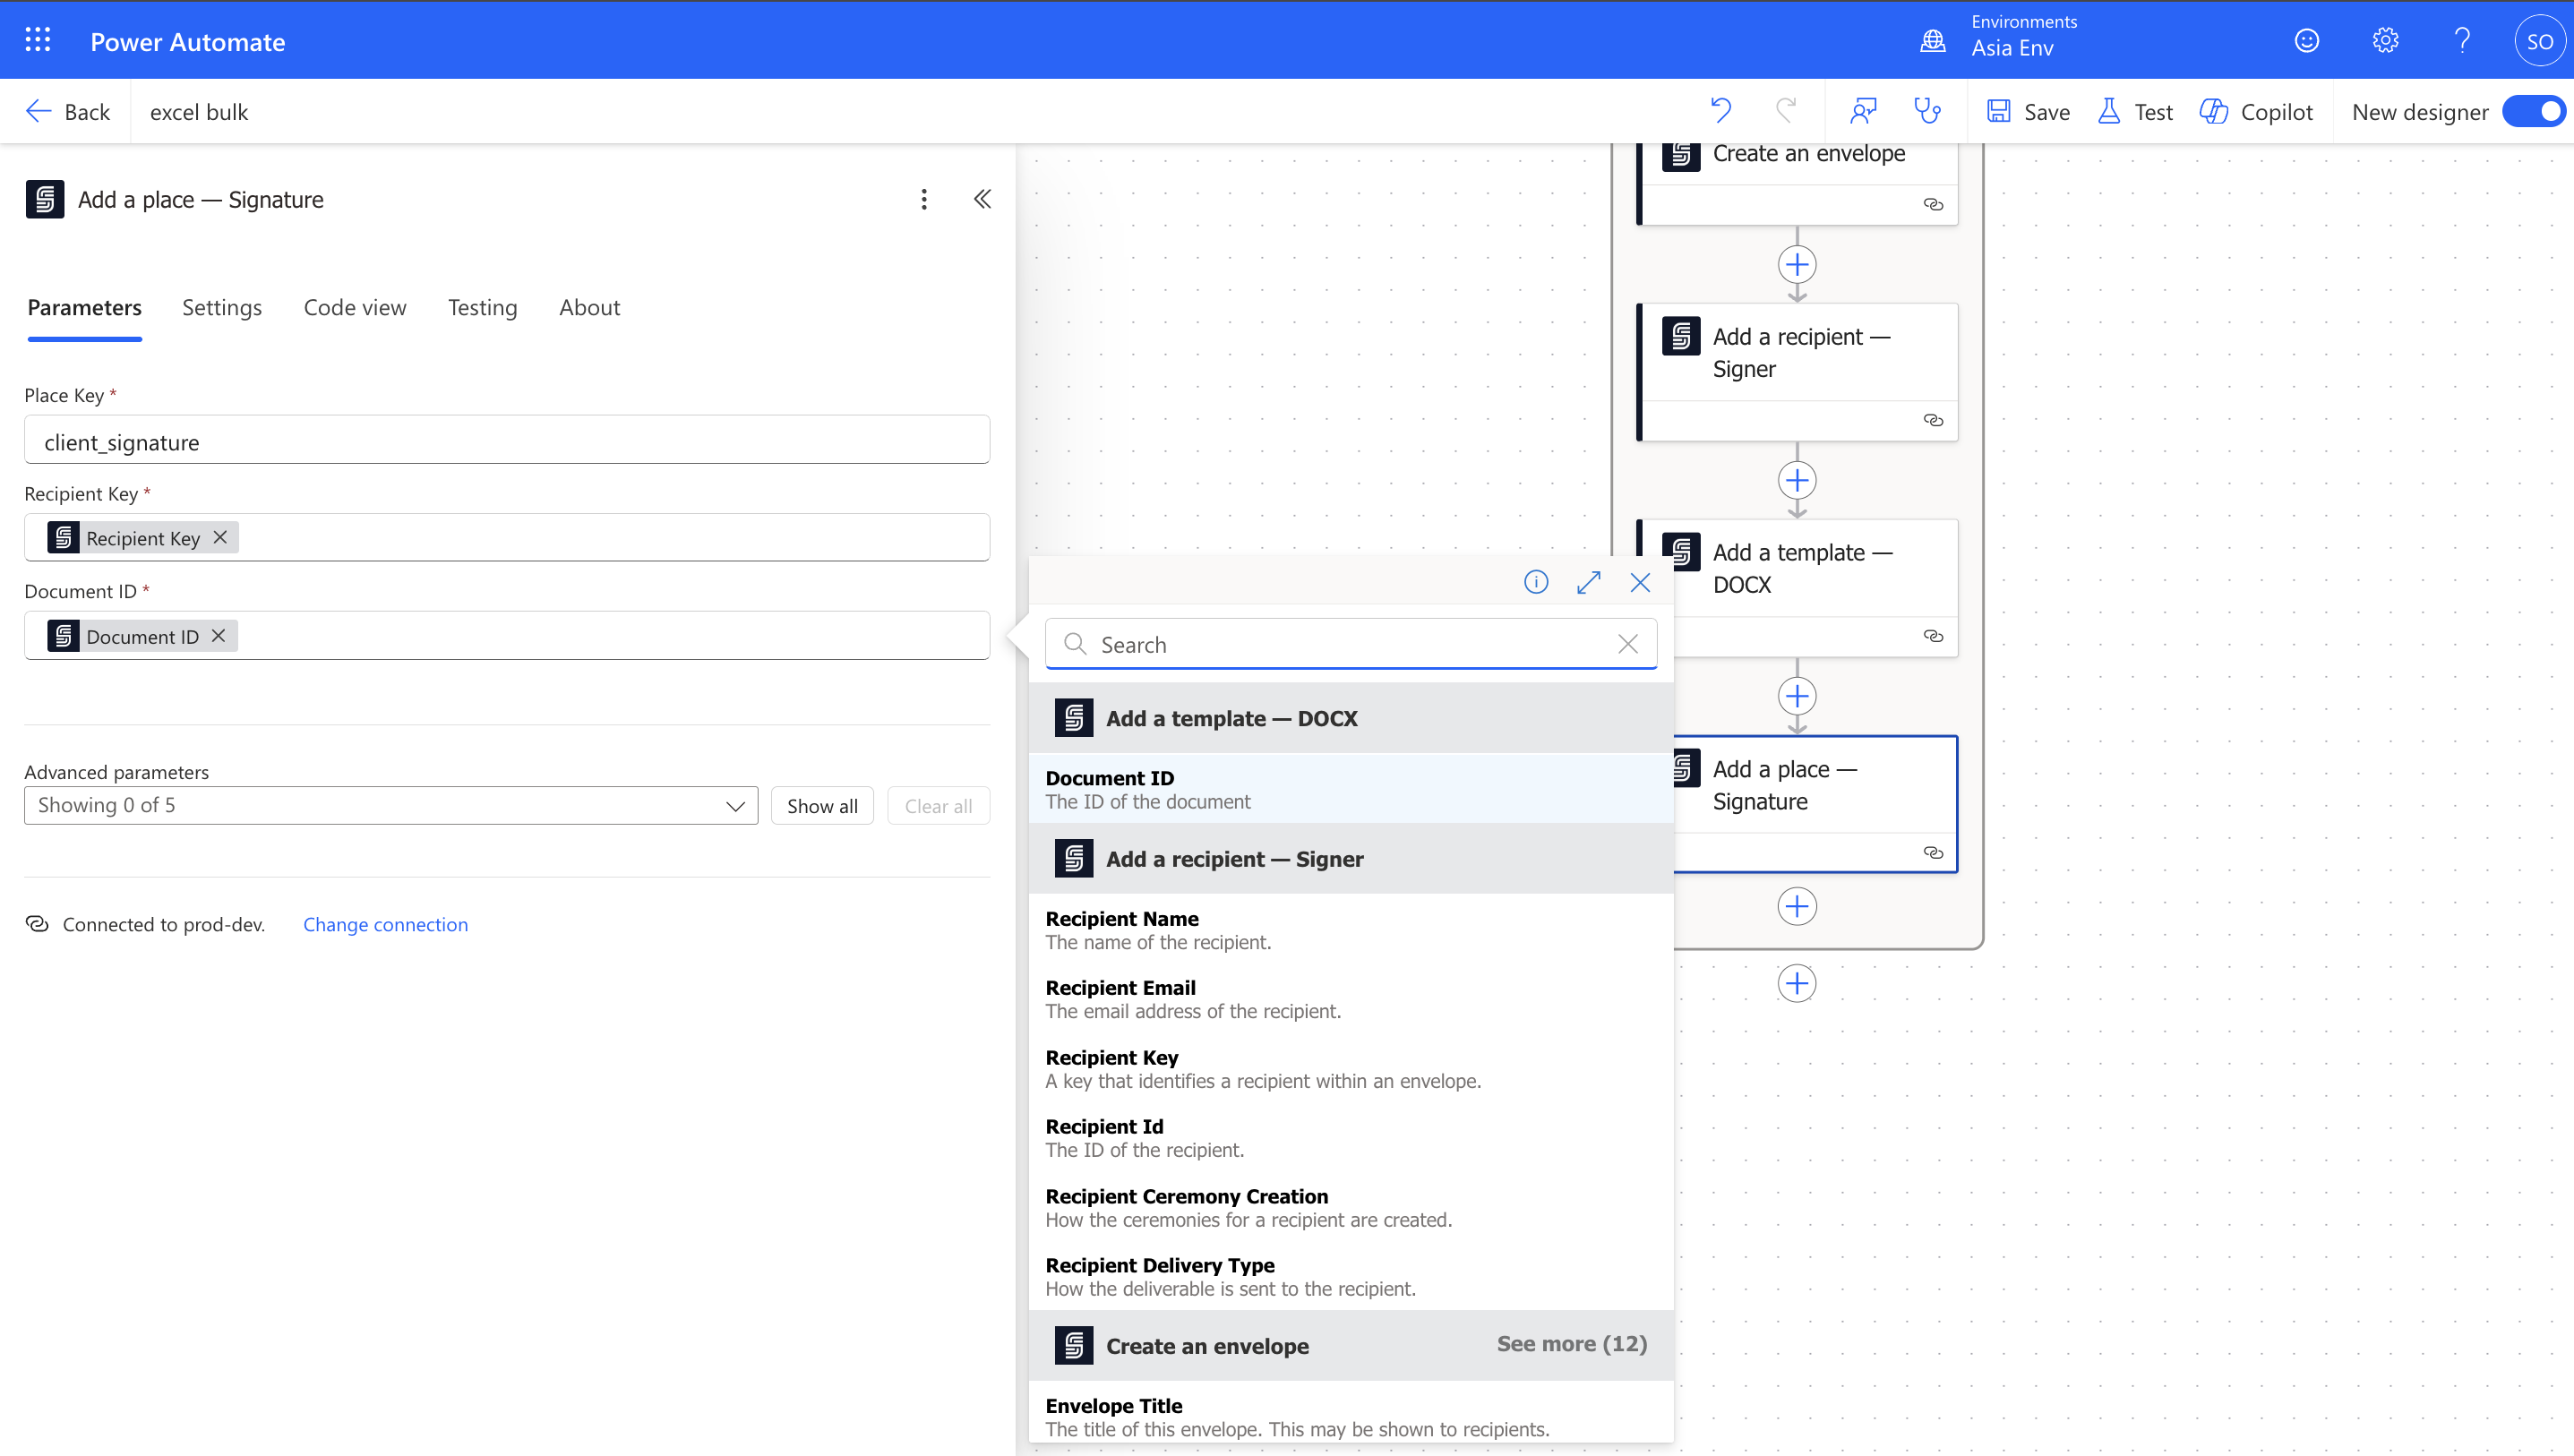 Power Automate
Environments
Asia Env
SO
Back
excel bulk
Save
Test
Copilot
New designer
Add a place — Signature
Parameters
Settings
Code view
Testing
About
Place Key *
client_signature
Recipient Key *
Recipient Key
Document ID *
Document ID
Advanced parameters
Showing 0 of 5
Show all
Clear all
Connected to prod-dev.
Change connection
Create an envelope
Add a recipient —
Signer
Add a template —
DOCX
Add a place —
Signature
Search
Add a template — DOCX
Document ID
The ID of the document
Add a recipient — Signer
Recipient Name
The name of the recipient.
Recipient Email
The email address of the recipient.
Recipient Key
A key that identifies a recipient within an envelope.
Recipient Id
The ID of the recipient.
Recipient Ceremony Creation
How the ceremonies for a recipient are created.
Recipient Delivery Type
How the deliverable is sent to the recipient.
Create an envelope
See more (12)
Envelope Title
The title of this envelope. This may be shown to recipients.